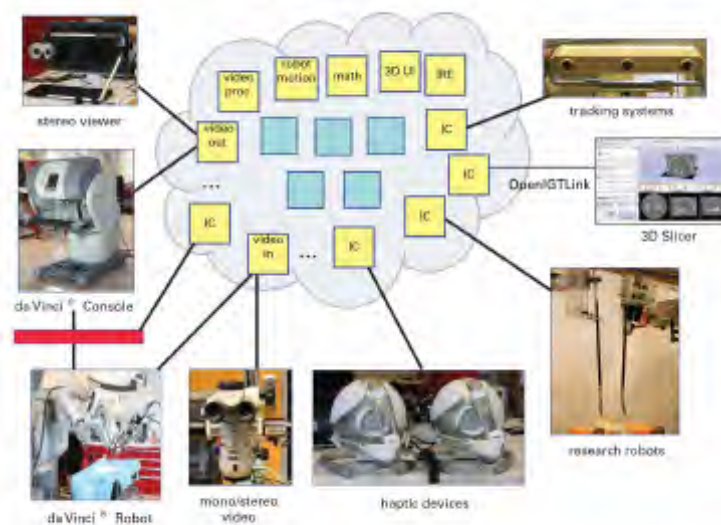 video
proc
robot
motion
math
3D UI
IRE
stereo viewer
video
out
IC
tracking systems
...
IC
OpenIGTLink
3D Slicer
IC
video
in
...
IC
IC
da Vinci ® Console
research robots
mono/stereo
video
haptic devices
da Vinci ® Robot